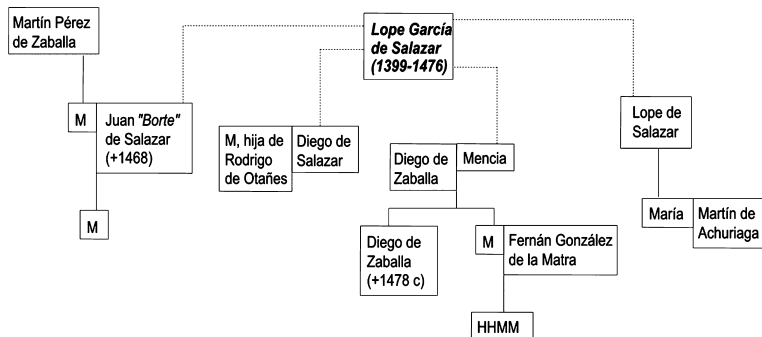 Martín Pérez
de Zaballa
Lope García
de Salazar
(1399-1476)
M
Juan "Borte"
de Salazar
(+1468)
M
M, hija de
Rodrigo
de Otañes
Diego de
Salazar
Diego de
Zaballa
Mencia
Lope de
Salazar
Diego de
Zaballa
(+1478 c)
M
Fernán González
de la Matra
HHMM
María
Martín de
Achuriaga